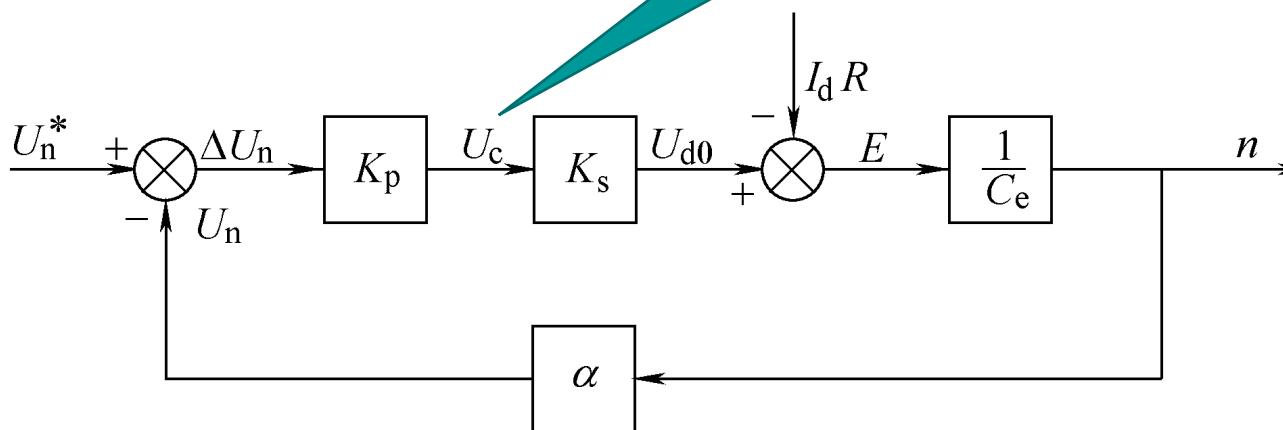 I_d R
U_n^* + ΔU_n K_p U_c K_s U_d0 − + E 1/C_e n
− U_n
α